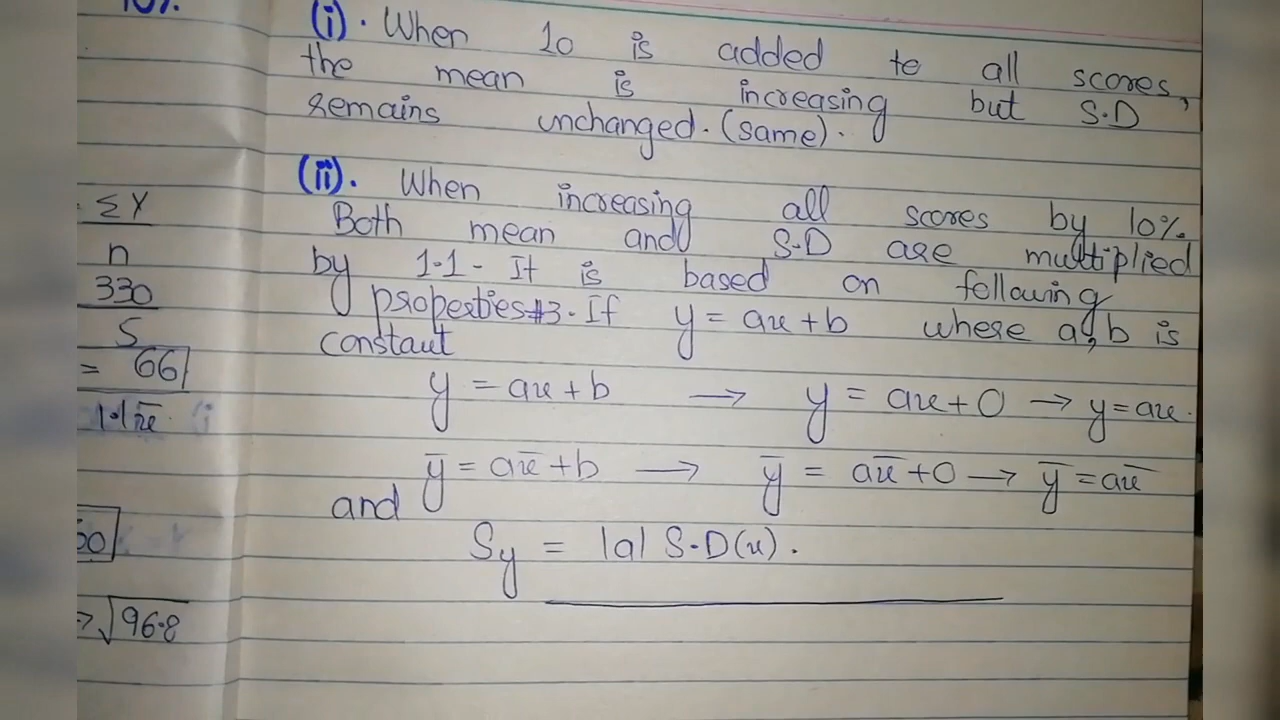 10%.
ΣY
n
330
5
= 66
1.1x̄
50
→ √96.8
(i). When 10 is added to all scores,
the mean is increasing but S.D
remains unchanged. (same).
(ii). When increasing all scores by 10%.
Both mean and S.D are multiplied
by 1.1- It is based on following
properties#3. If y = ax+b where a,b is
constant
y = ax+b → y = ax+0 → y=ax.
ȳ = ax̄+b → ȳ = ax̄+0 → ȳ=ax̄
and
Sy = |a| S.D(x).